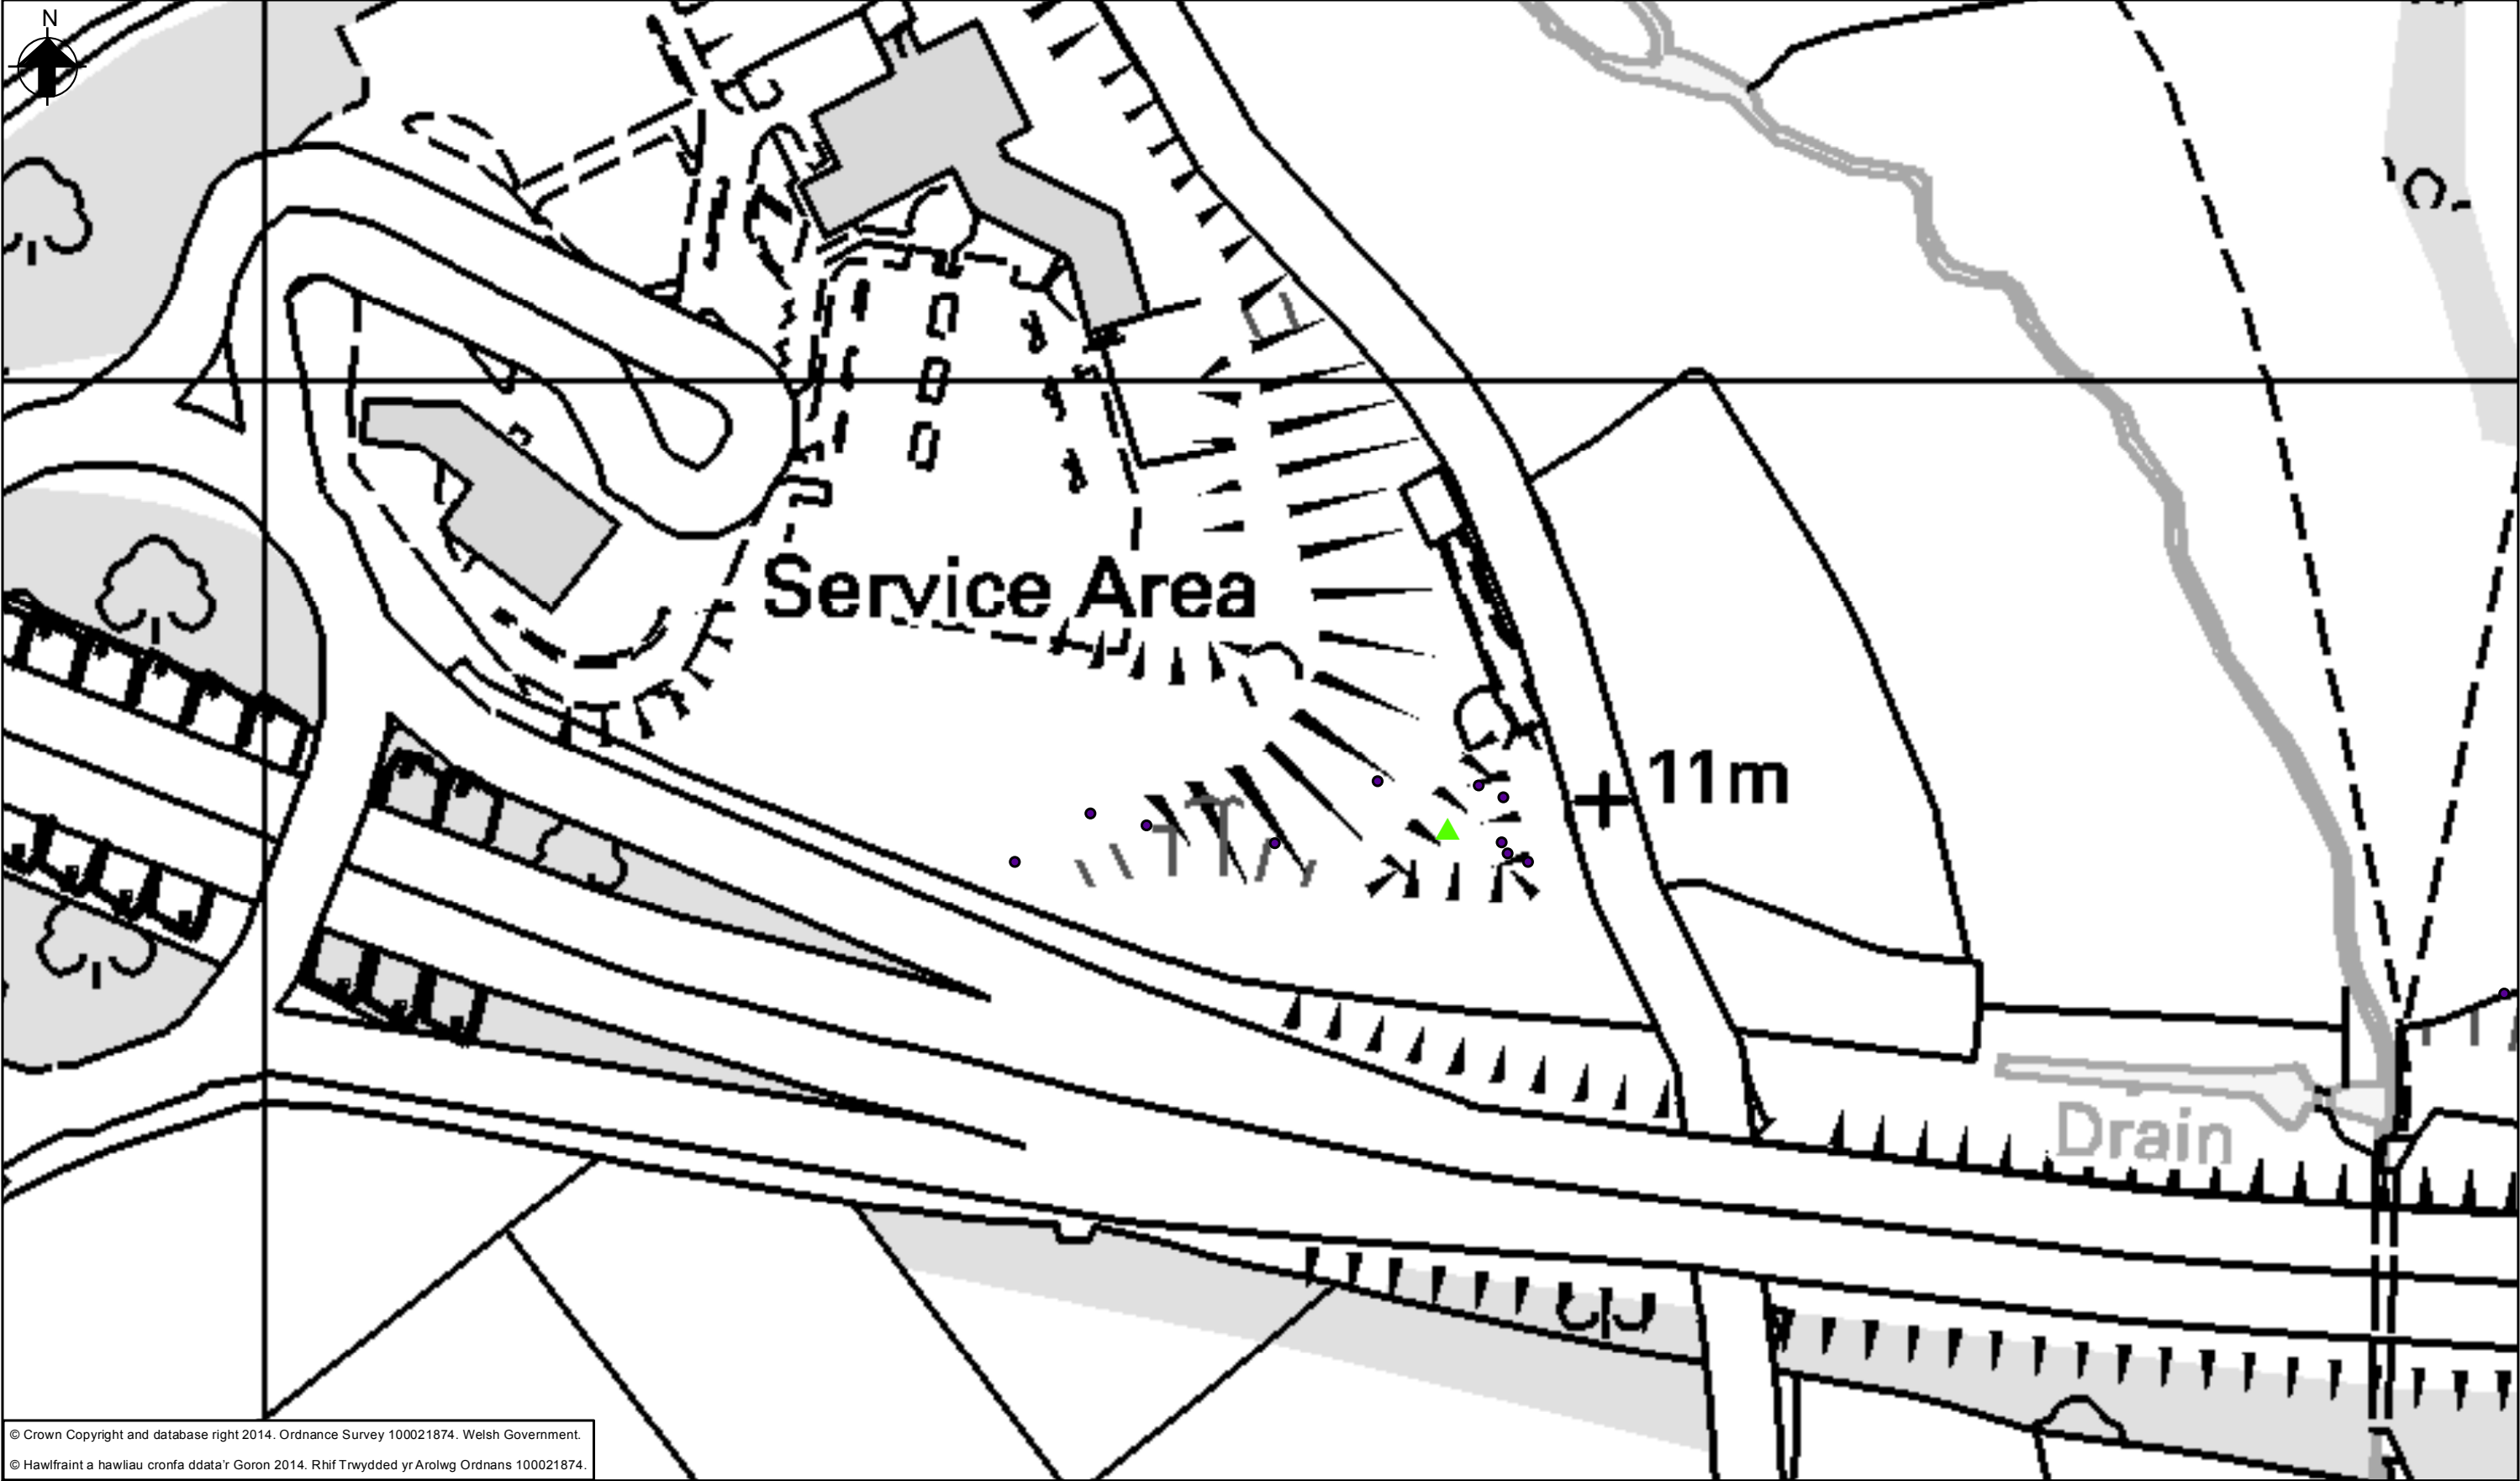 N
Service Area
11m
Drain
© Crown Copyright and database right 2014. Ordnance Survey 100021874. Welsh Government.
© Hawlfraint a hawliau cronfa ddata'r Goron 2014. Rhif Trwydded yr Arolwg Ordnans 100021874.